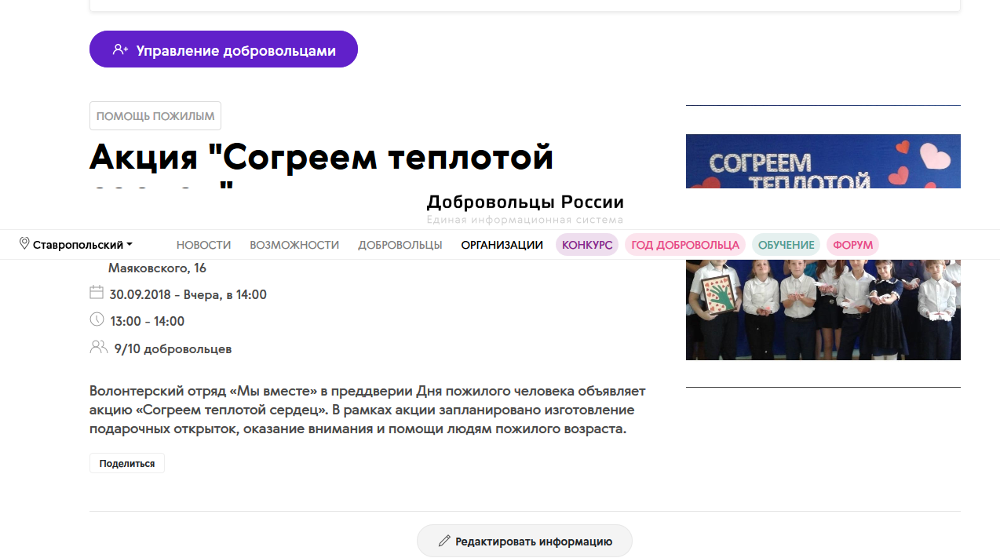 Управление добровольцами
ПОМОЩЬ ПОЖИЛЫМ
Акция "Согреем теплотой
СОГРЕЕМ
ТЕПЛОТОЙ
Добровольцы России
Единая информационная система
Ставропольский
НОВОСТИ ВОЗМОЖНОСТИ ДОБРОВОЛЬЦЫ ОРГАНИЗАЦИИ КОНКУРС ГОД ДОБРОВОЛЬЦА ОБУЧЕНИЕ ФОРУМ
Маяковского, 16
30.09.2018 - Вчера, в 14:00
13:00 - 14:00
9/10 добровольцев
Волонтерский отряд «Мы вместе» в преддверии Дня пожилого человека объявляет
акцию «Согреем теплотой сердец». В рамках акции запланировано изготовление
подарочных открыток, оказание внимания и помощи людям пожилого возраста.
Поделиться
Редактировать информацию